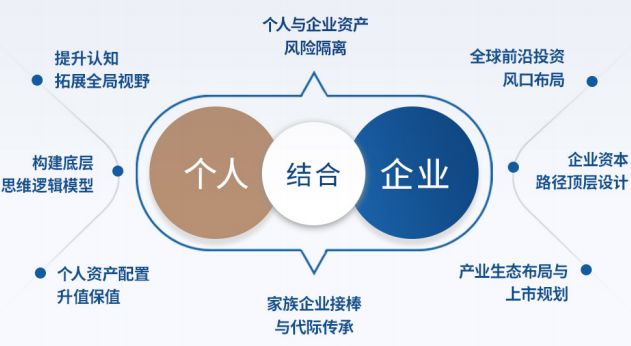 个人与企业资产
风险隔离
提升认知
拓展全局视野
全球前沿投资
风口布局
构建底层
思维逻辑模型
个人
结合
企业
企业资本
路径顶层设计
个人资产配置
升值保值
产业生态布局与
上市规划
家族企业接棒
与代际传承